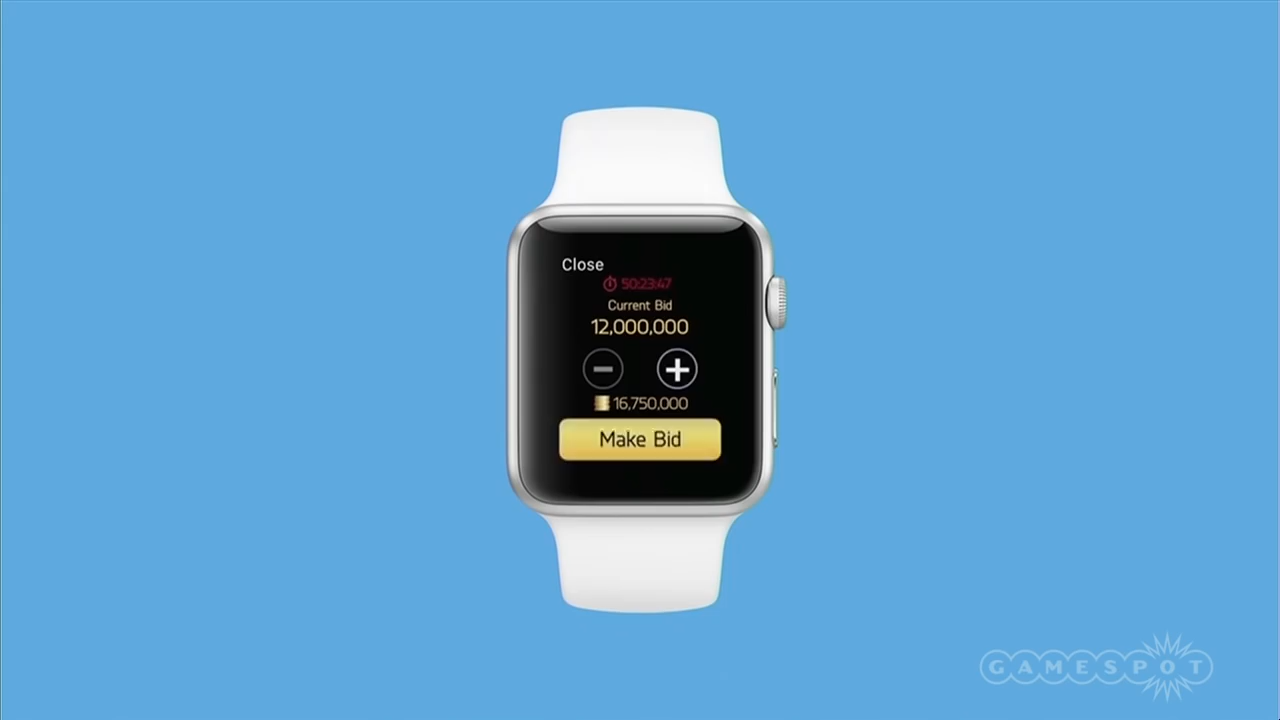 Close
50:23:47
Current Bid
12,000,000
16,750,000
Make Bid
GAMESPOT